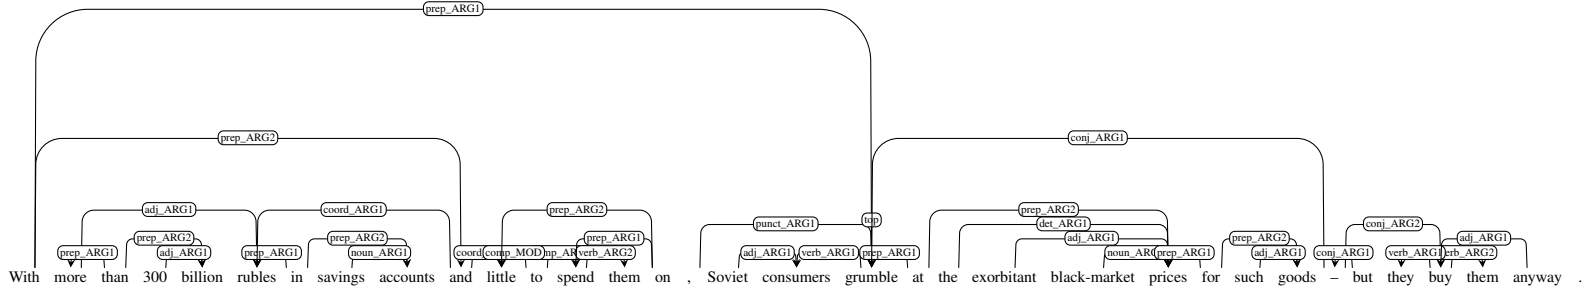 prep_ARG1
prep_ARG2 conj_ARG1
adj_ARG1 coord_ARG1 prep_ARG2 prep_ARG2
punct_ARG1 top det_ARG1 conj_ARG2
prep_ARG2 prep_ARG2 prep_ARG1 adj_ARG1 prep_ARG2 adj_ARG1
prep_ARG1 adj_ARG1 prep_ARG1 noun_ARG1 comp_MOD verb_ARG2 adj_ARG1 verb_ARG1 prep_ARG1 prep_ARG1 adj_ARG1 conj_ARG1 verb_ARG1
With more than 300 billion rubles in savings accounts and little to spend them on , Soviet consumers grumble at the exorbitant black-market prices for such goods – but they buy them anyway .